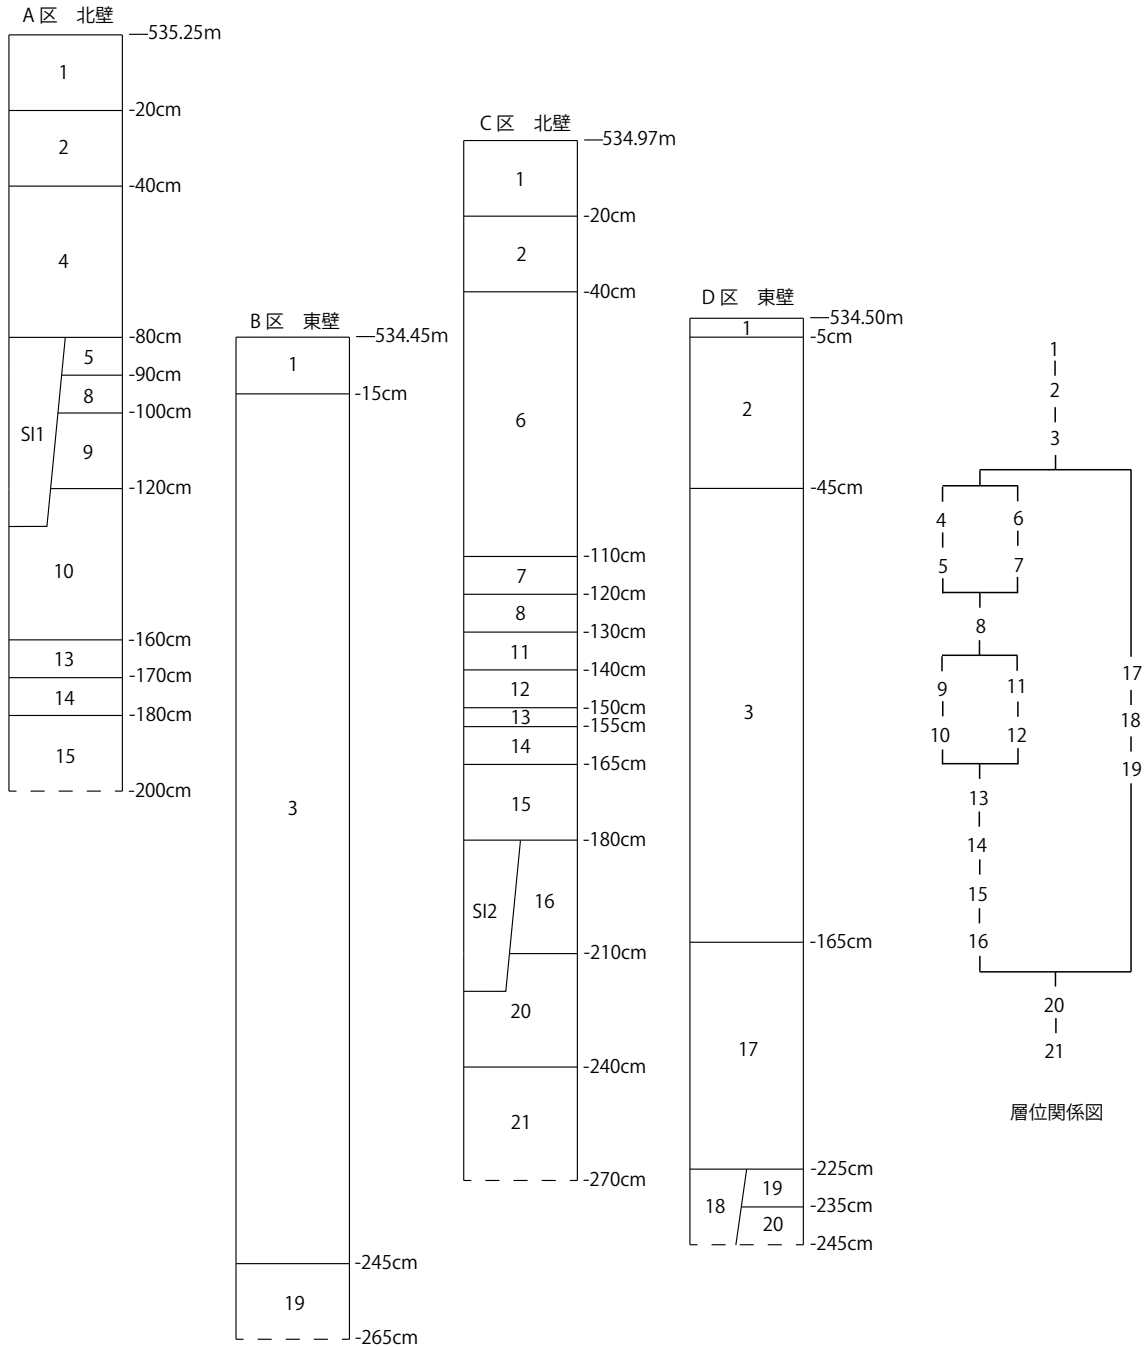 A区 北壁
535.25m
1
-20cm
2
-40cm
4
-80cm
5
-90cm
8
-100cm
SI1
9
-120cm
10
-160cm
13
-170cm
14
-180cm
15
-200cm
B区 東壁
534.45m
1
-15cm
3
-245cm
19
-265cm
C区 北壁
534.97m
1
-20cm
2
-40cm
6
-110cm
7
-120cm
8
-130cm
11
-140cm
12
-150cm
13
-155cm
14
-165cm
15
-180cm
SI2
16
-210cm
20
-240cm
21
-270cm
D区 東壁
534.50m
1
-5cm
2
-45cm
3
-165cm
17
-225cm
18
19
-235cm
20
-245cm
1
2
3
4 6
5 7
8
9 11
10 12
13
14
15
16
17
18
19
20
21
層位関係図